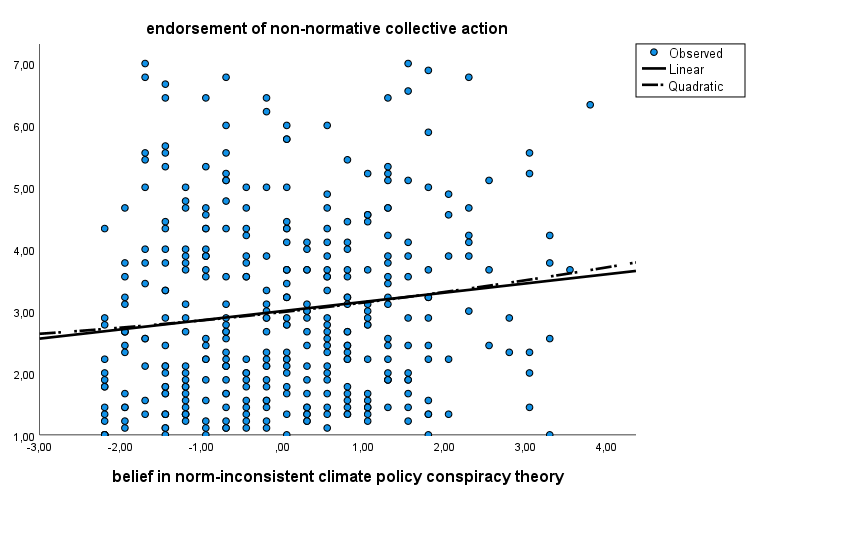 endorsement of non-normative collective action
Observed
Linear
Quadratic
7,00
6,00
5,00
4,00
3,00
2,00
1,00
-3,00 -2,00 -1,00 ,00 1,00 2,00 3,00 4,00
belief in norm-inconsistent climate policy conspiracy theory